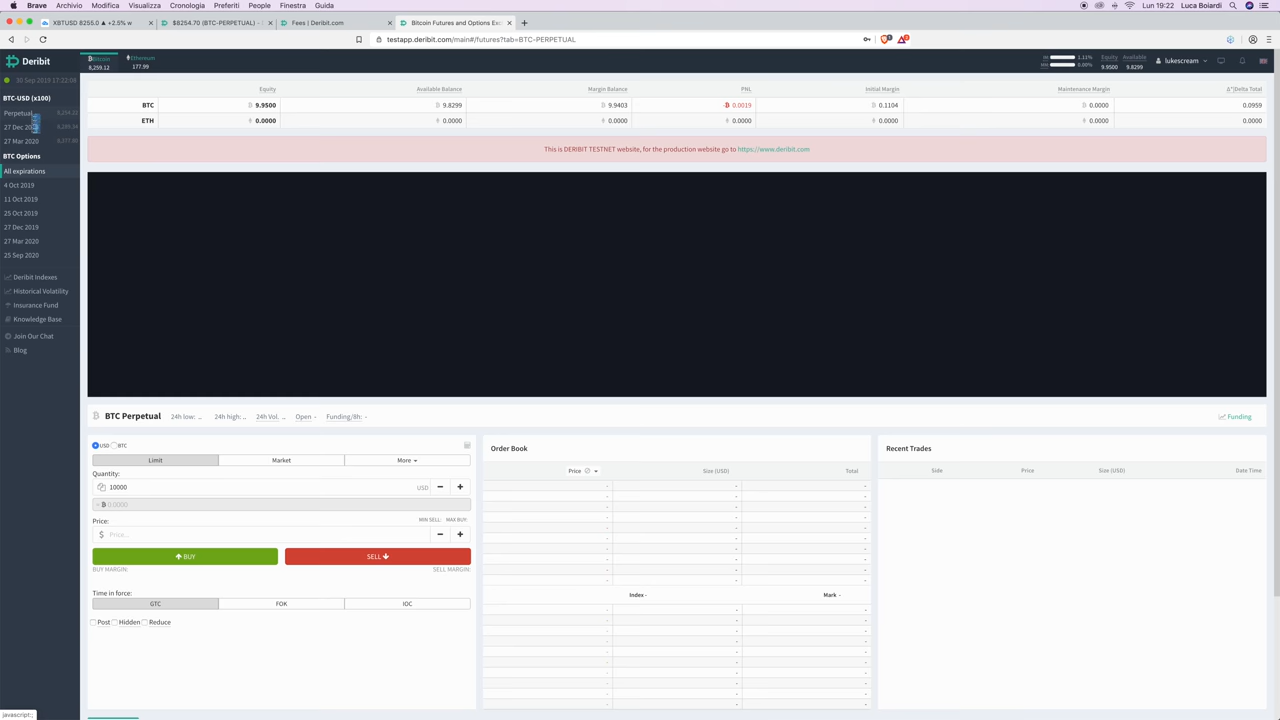 Brave Archivio Modifica Visualizza Cronologia Segnalibri Preferiti People Finestra Guida
Lun 19:22 Luca Boiardi
XBTUSD 8255.0 ▲ +2.5% w
$8254.70 (BTC-PERPETUAL) -
Fees | Deribit.com
Bitcoin Futures and Options Exc
testapp.deribit.com/main#/futures?tab=BTC-PERPETUAL
Deribit
Bitcoin
8,259.12
Ethereum
177.99
IM 1.11%
MM 0.00%
Equity Available
9.9500 9.8299
lukescream
30 Sep 2019 17:22:09
BTC-USD (x100)
Perpetual
27 Dec
27 Mar 2020
BTC Options
All expirations
4 Oct 2019
11 Oct 2019
25 Oct 2019
27 Dec 2019
27 Mar 2020
25 Sep 2020
Deribit Indexes
Historical Volatility
Insurance Fund
Knowledge Base
Join Our Chat
Blog
Equity Available Balance Margin Balance PNL Initial Margin Maintenance Margin Δ*|Delta Total
BTC ₿ 9.9500 ₿ 9.8299 ₿ 9.9403 -₿ 0.0019 ₿ 0.1104 ₿ 0.0000 0.0959
ETH ₿ 0.0000 ₿ 0.0000 ₿ 0.0000 ₿ 0.0000 ₿ 0.0000 ₿ 0.0000 0.0000
This is DERIBIT TESTNET website, for the production website go to https://www.deribit.com
₿ BTC Perpetual 24h low: .. 24h high: .. 24h Vol. .. Open - Funding/8h: -
Funding
USD BTC
Limit Market More
Quantity:
10000 USD
~ ₿ 0.0000
Price: MIN SELL: MAX BUY:
$ Price...
BUY SELL
BUY MARGIN: SELL MARGIN:
Time in force:
GTC FOK IOC
Post Hidden Reduce
Order Book
Price Size (USD) Total
Index - Mark -
Recent Trades
Side Price Size (USD) Date Time
javascript:;